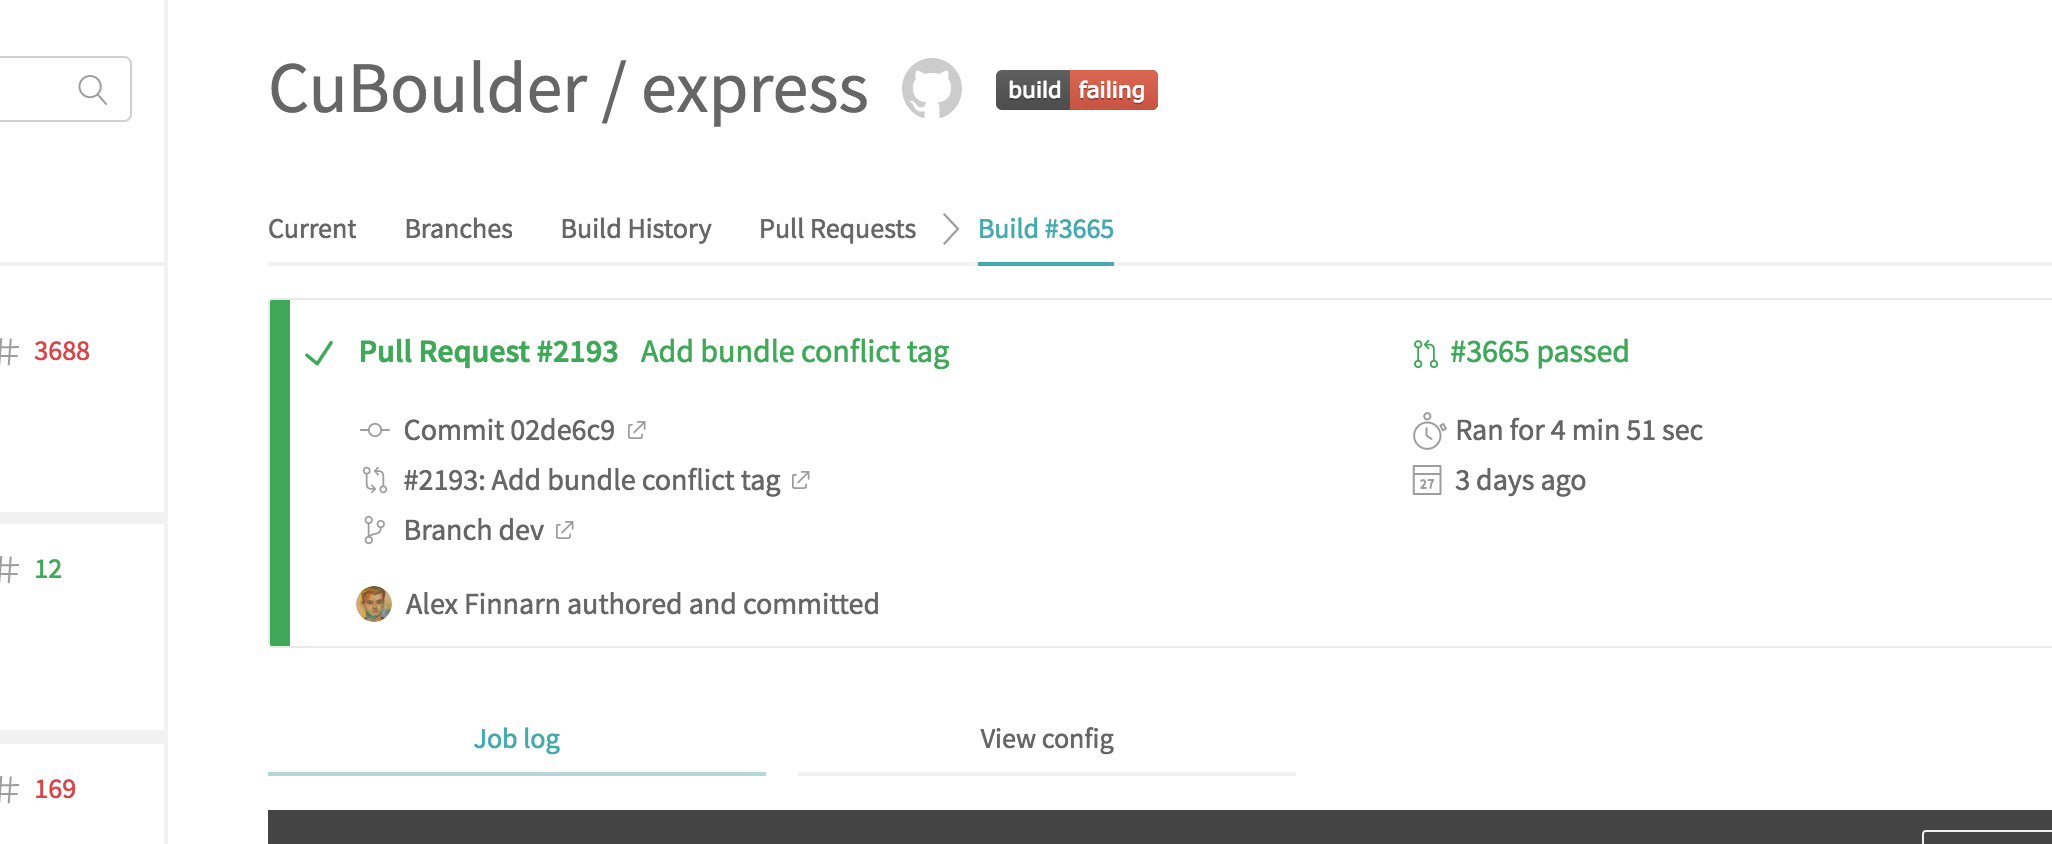 CuBoulder / express
build failing
Current Branches Build History Pull Requests Build #3665
# 3688
Pull Request #2193 Add bundle conflict tag
#3665 passed
Commit 02de6c9
Ran for 4 min 51 sec
#2193: Add bundle conflict tag
27 3 days ago
Branch dev
# 12
Alex Finnarn authored and committed
Job log View config
# 169